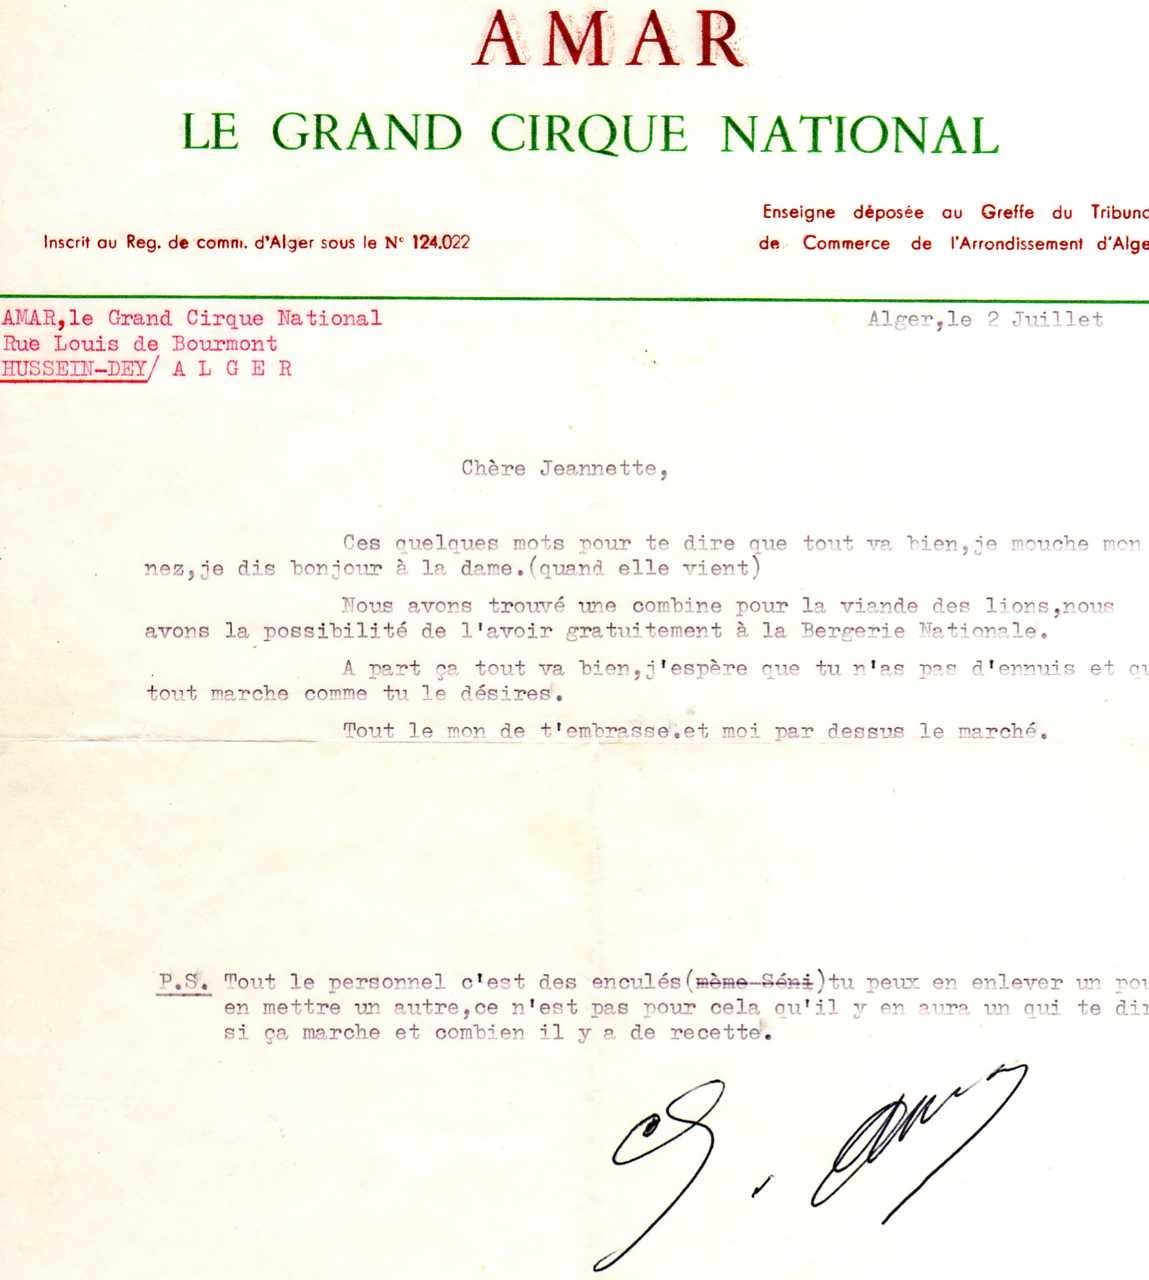 AMAR
LE GRAND CIRQUE NATIONAL
Enseigne déposée au Greffe du Tribuna
Inscrit au Reg. de comm. d'Alger sous le N° 124.022
de Commerce de l'Arrondissement d'Alge
AMAR,le Grand Cirque National
Alger,le 2 Juillet
Rue Louis de Bourmont
HUSSEIN-DEY/ A L G E R
Chère Jeannette,
Ces quelques mots pour te dire que tout va bien,je mouche mon
nez,je dis bonjour à la dame.(quand elle vient)
Nous avons trouvé une combine pour la viande des lions,nous
avons la possibilité de l'avoir gratuitement à la Bergerie Nationale.
A part ça tout va bien,j'espère que tu n'as pas d'ennuis et qu
tout marche comme tu le désires.
Tout le mon de t'embrasse.et moi par dessus le marché.
P.S. Tout le personnel c'est des enculés(même Séni)tu peux en enlever un pou
en mettre un autre,ce n'est pas pour cela qu'il y en aura un qui te dir
si ça marche et combien il y a de recette.